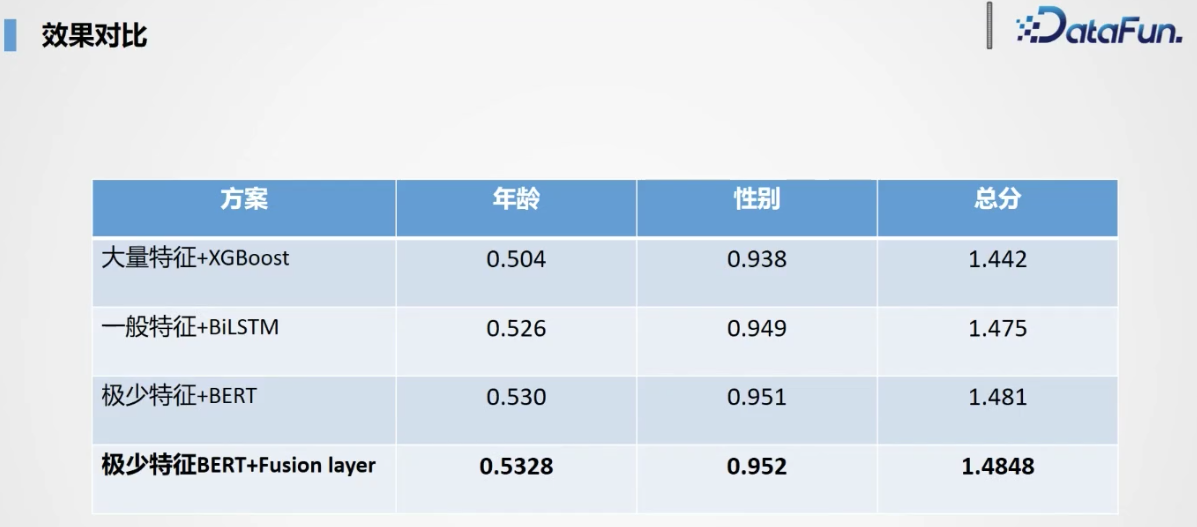 效果对比
DataFun.
方案 年龄 性别 总分
大量特征+XGBoost 0.504 0.938 1.442
一般特征+BiLSTM 0.526 0.949 1.475
极少特征+BERT 0.530 0.951 1.481
极少特征BERT+Fusion layer 0.5328 0.952 1.4848